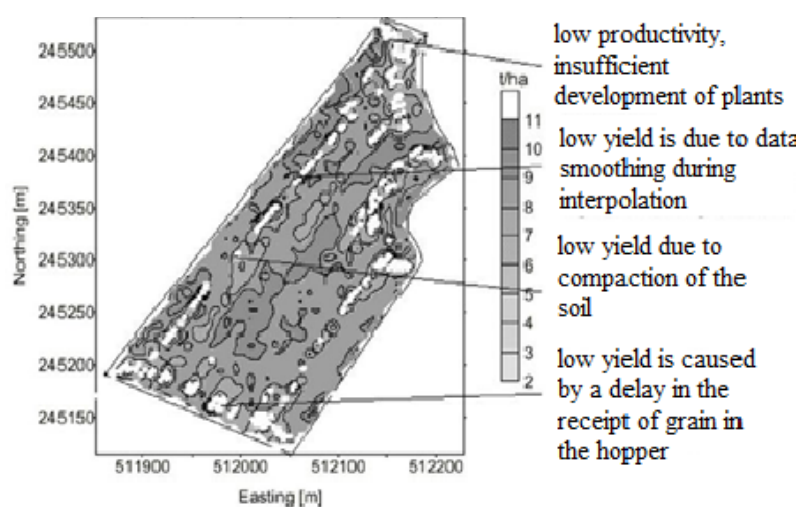 245500
245450
245400
245350
245300
245250
245200
245150
Northing [m]
511900 512000 512100 512200
Easting [m]
t/ha
11
10
9
8
7
6
5
4
3
2
low productivity,
insufficient
development of plants
low yield is due to data
smoothing during
interpolation
low yield due to
compaction of the
soil
low yield is caused
by a delay in the
receipt of grain in
the hopper